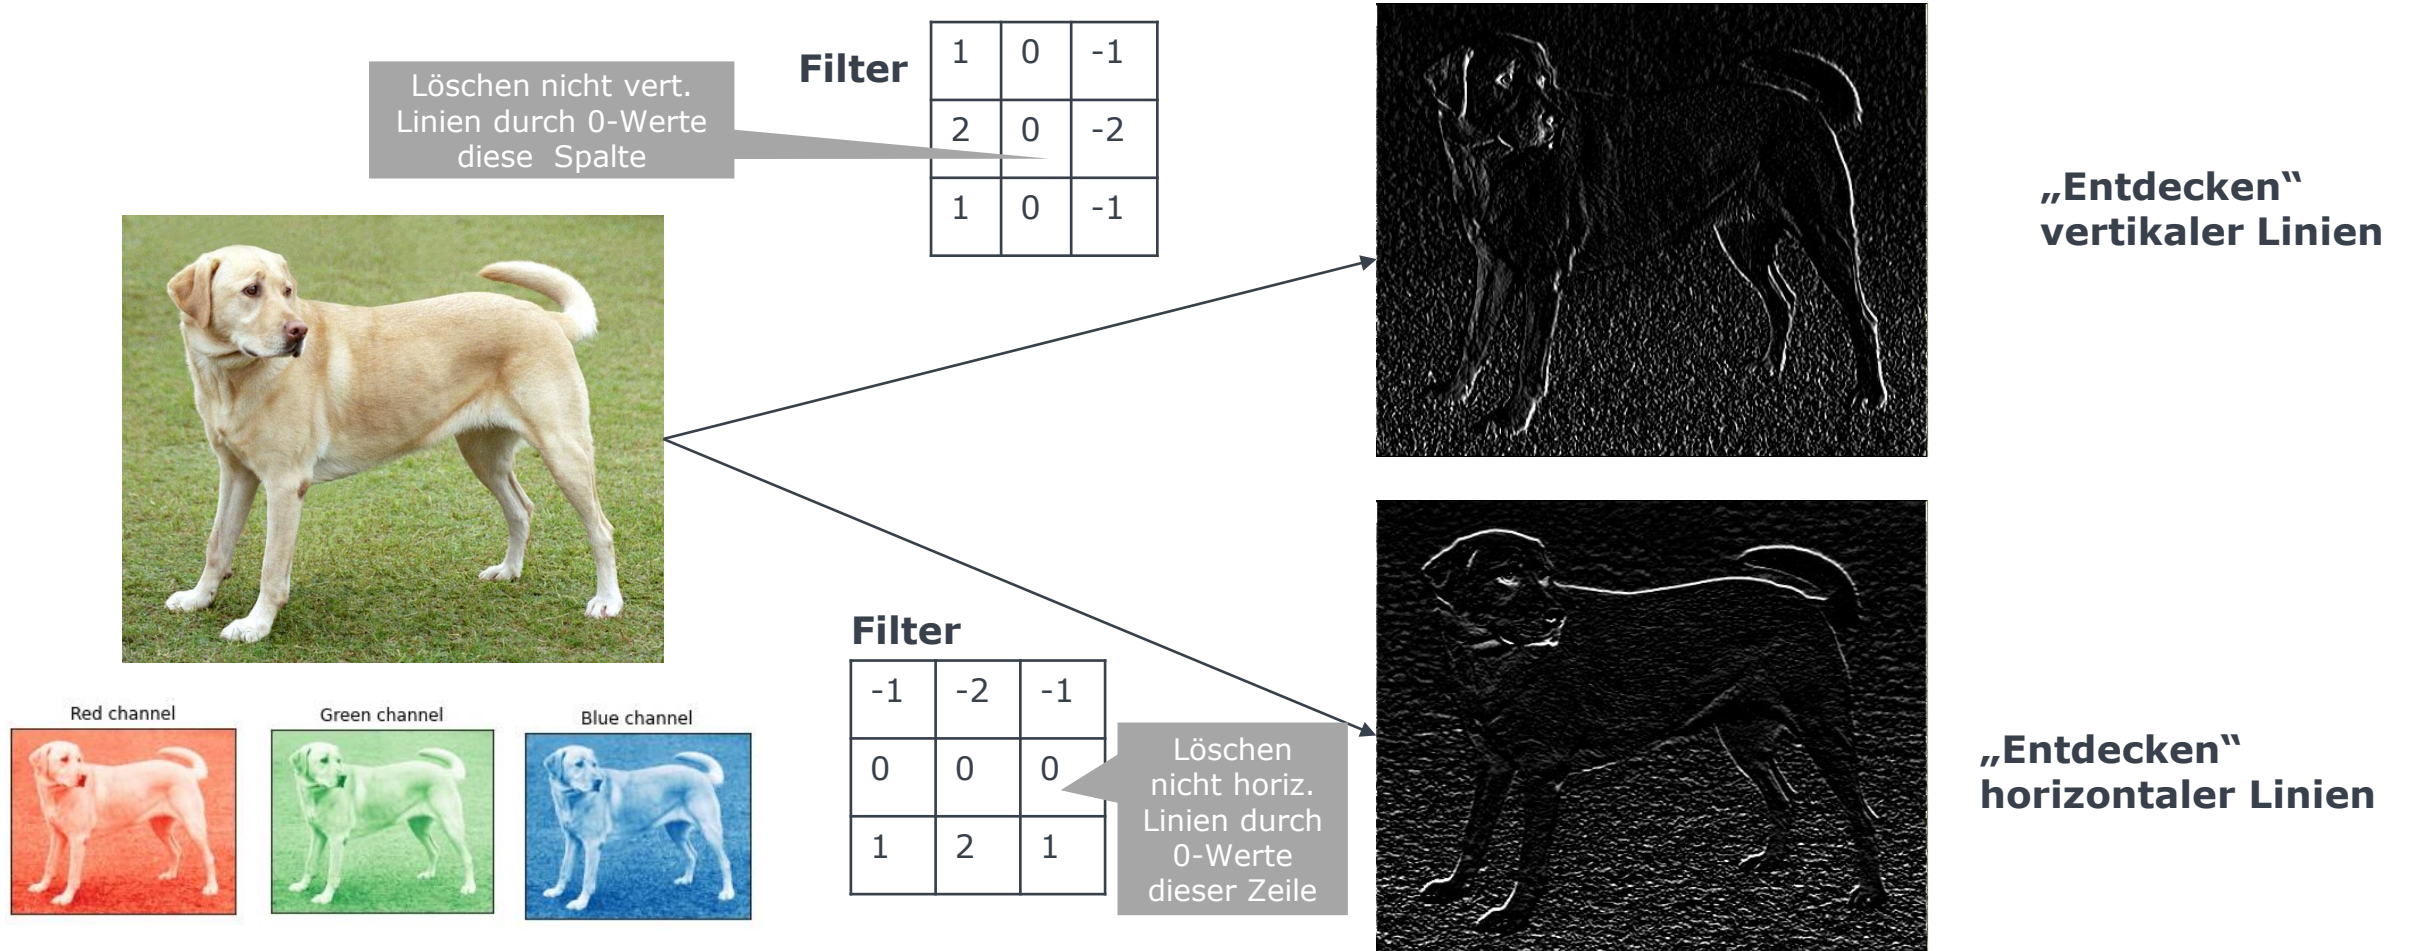 Filter
1 0 -1
2 0 -2
1 0 -1
Löschen nicht vert.
Linien durch 0-Werte
diese Spalte
„Entdecken“
vertikaler Linien
Filter
-1 -2 -1
0 0 0
1 2 1
Löschen
nicht horiz.
Linien durch
0-Werte
dieser Zeile
„Entdecken“
horizontaler Linien
Red channel
Green channel
Blue channel